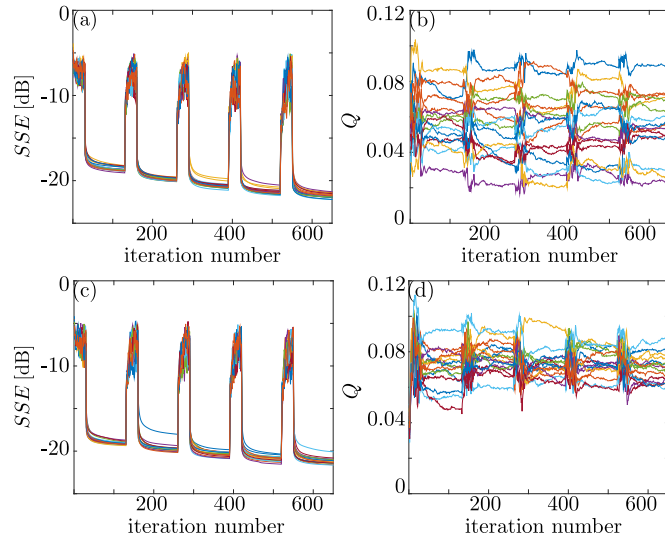 (a)
0
-10
-20
SSE [dB]
200 400 600
iteration number
(b)
0.12
0.08
0.04
0
Q
200 400 600
iteration number
(c)
0
-10
-20
SSE [dB]
200 400 600
iteration number
(d)
0.12
0.08
0.04
0
Q
200 400 600
iteration number